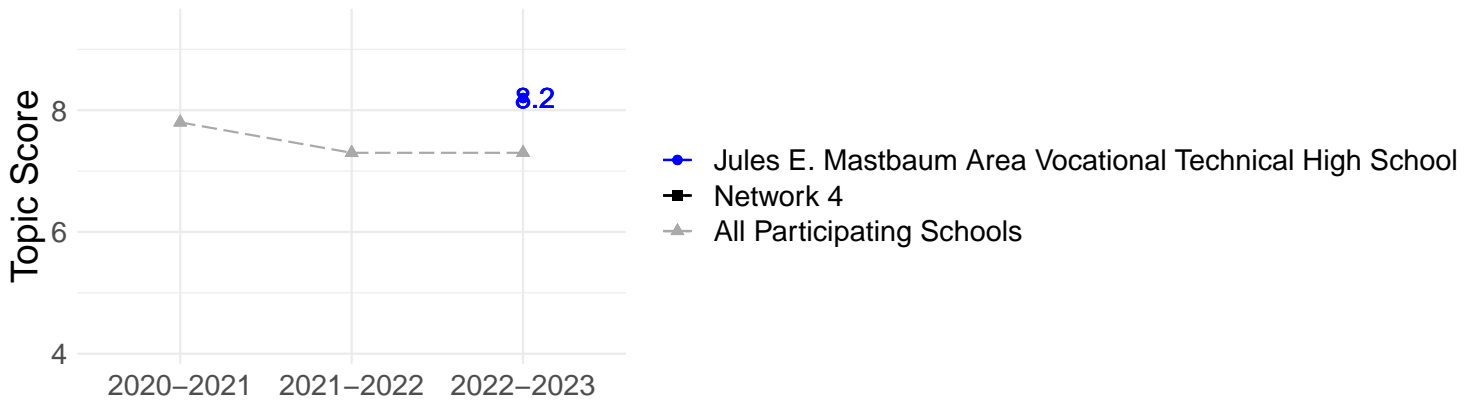 Topic Score
8
6
4
8.2
2020–2021 2021–2022 2022–2023
Jules E. Mastbaum Area Vocational Technical High School
Network 4
All Participating Schools